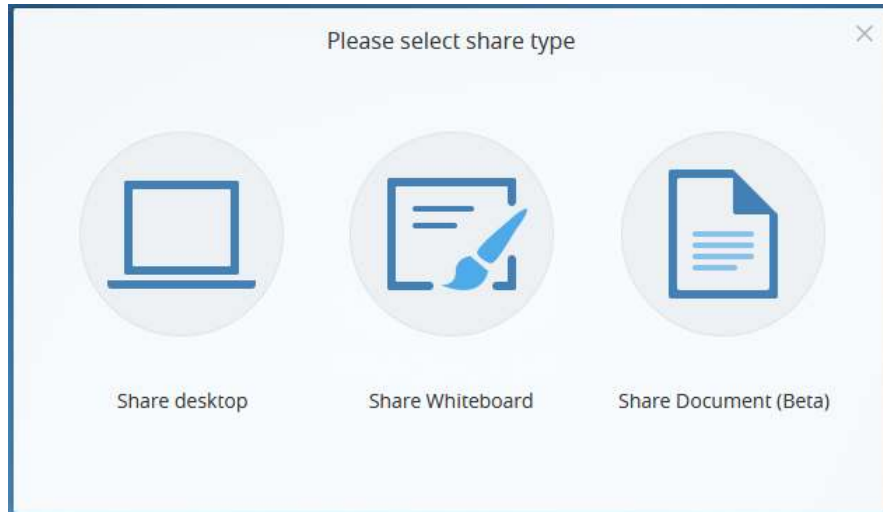 Please select share type
Share desktop
Share Whiteboard
Share Document (Beta)